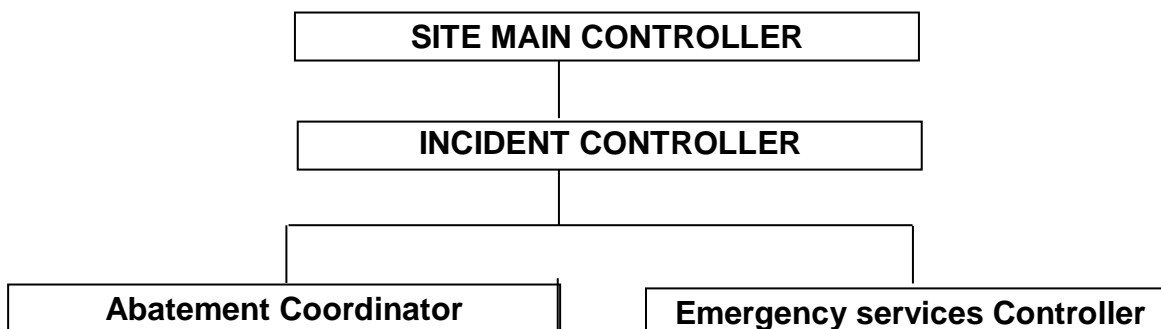 SITE MAIN CONTROLLER
INCIDENT CONTROLLER
Abatement Coordinator
Emergency services Controller